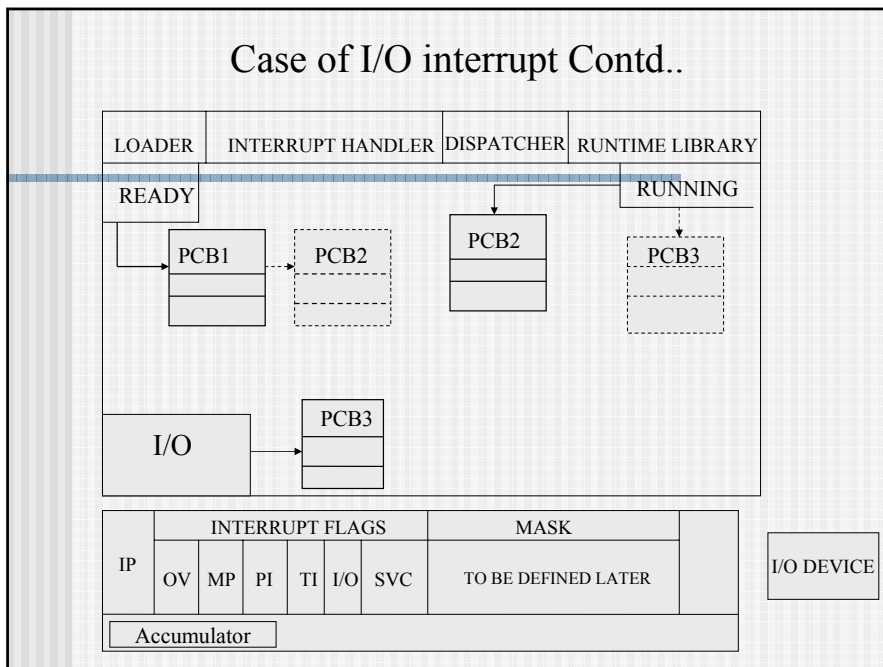 Case of I/O interrupt Contd..
LOADER INTERRUPT HANDLER DISPATCHER RUNTIME LIBRARY
READY RUNNING
PCB1 PCB2 PCB2 PCB3
PCB3
I/O
INTERRUPT FLAGS MASK
IP
OV MP PI TI I/O SVC TO BE DEFINED LATER
I/O DEVICE
Accumulator